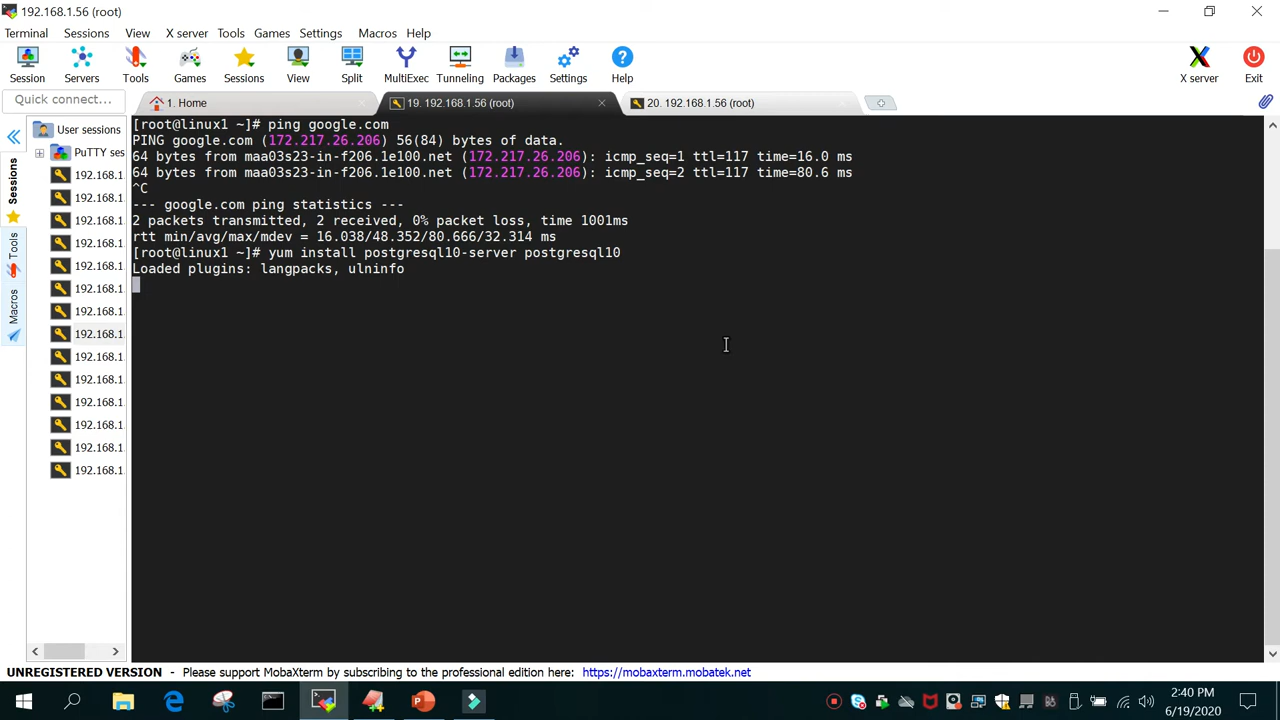 192.168.1.56 (root)
Terminal Sessions View X server Tools Games Settings Macros Help
Session Servers Tools Games Sessions View Split MultiExec Tunneling Packages Settings Help X server Exit
Quick connect...
1. Home
19. 192.168.1.56 (root)
20. 192.168.1.56 (root)
User sessions
PuTTY ses
192.168.1
192.168.1
192.168.1
192.168.1
192.168.1
192.168.1
192.168.1
192.168.1
192.168.1
192.168.1
192.168.1
192.168.1
192.168.1
192.168.1
Sessions
Tools
Macros
[root@linux1 ~]# ping google.com
PING google.com (172.217.26.206) 56(84) bytes of data.
64 bytes from maa03s23-in-f206.1e100.net (172.217.26.206): icmp_seq=1 ttl=117 time=16.0 ms
64 bytes from maa03s23-in-f206.1e100.net (172.217.26.206): icmp_seq=2 ttl=117 time=80.6 ms
^C
--- google.com ping statistics ---
2 packets transmitted, 2 received, 0% packet loss, time 1001ms
rtt min/avg/max/mdev = 16.038/48.352/80.666/32.314 ms
[root@linux1 ~]# yum install postgresql10-server postgresql10
Loaded plugins: langpacks, ulninfo
UNREGISTERED VERSION - Please support MobaXterm by subscribing to the professional edition here: https://mobaxterm.mobatek.net
2:40 PM
6/19/2020